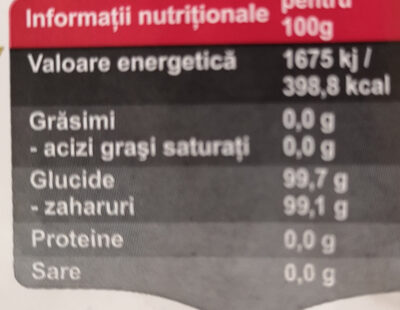 Informații nutriționale pentru 100g
Valoare energetică 1675 kj / 398,8 kcal
Grăsimi 0,0 g
- acizi grași saturați 0,0 g
Glucide 99,7 g
- zaharuri 99,1 g
Proteine 0,0 g
Sare 0,0 g